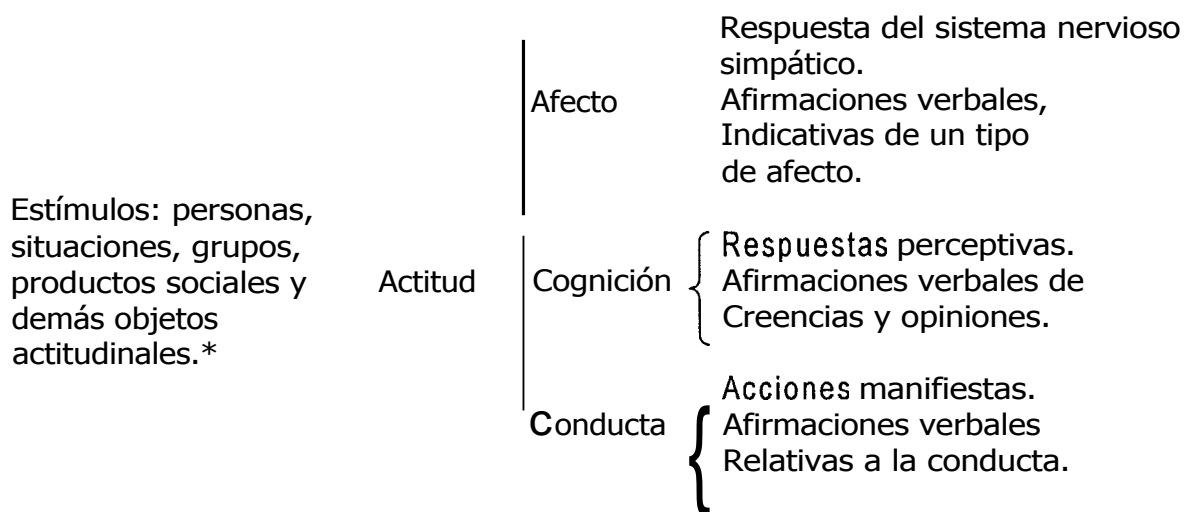 Respuesta del sistema nervioso
simpático.
Afecto
Afirmaciones verbales,
Indicativas de un tipo
de afecto.
Estímulos: personas,
situaciones, grupos,
productos sociales y
demás objetos
actitudinales.*
Actitud
Cognición
Respuestas perceptivas.
Afirmaciones verbales de
Creencias y opiniones.
Conducta
Acciones manifiestas.
Afirmaciones verbales
Relativas a la conducta.